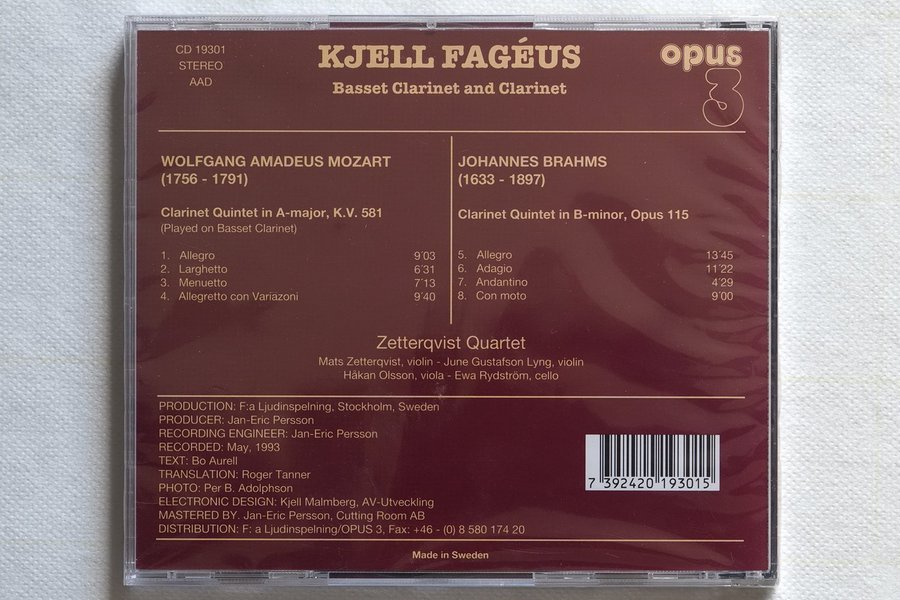 CD 19301
STEREO
AAD
KJELL FAGÉUS
Basset Clarinet and Clarinet
opus
3
WOLFGANG AMADEUS MOZART
(1756 - 1791)
Clarinet Quintet in A-major, K.V. 581
(Played on Basset Clarinet)
1. Allegro 9´03
2. Larghetto 6´31
3. Menuetto 7´13
4. Allegretto con Variazoni 9´40
JOHANNES BRAHMS
(1633 - 1897)
Clarinet Quintet in B-minor, Opus 115
5. Allegro 13´45
6. Adagio 11´22
7. Andantino 4´29
8. Con moto 9´00
Zetterqvist Quartet
Mats Zetterqvist, violin - June Gustafson Lyng, violin
Håkan Olsson, viola - Ewa Rydström, cello
PRODUCTION: F:a Ljudinspelning, Stockholm, Sweden
PRODUCER: Jan-Eric Persson
RECORDING ENGINEER: Jan-Eric Persson
RECORDED: May, 1993
TEXT: Bo Aurell
TRANSLATION: Roger Tanner
PHOTO: Per B. Adolphson
ELECTRONIC DESIGN: Kjell Malmberg, AV-Utveckling
MASTERED BY. Jan-Eric Persson, Cutting Room AB
DISTRIBUTION: F: a Ljudinspelning/OPUS 3, Fax: +46 - (0) 8 580 174 20
7 392420 193015
Made in Sweden